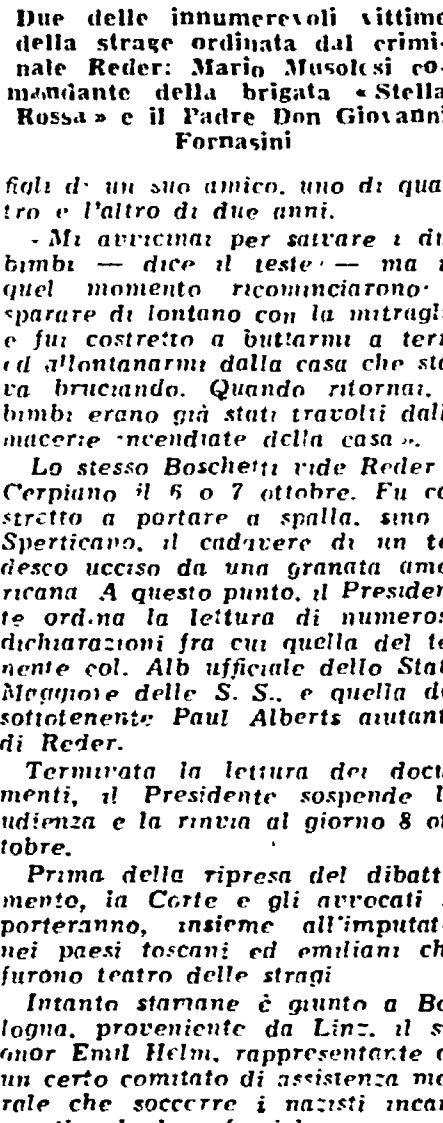 Due delle innumerevoli vittime
della strage ordinata dal crimi-
nale Reder: Mario Musolesi co-
mandante della brigata « Stella
Rossa » e il Padre Don Giovanni
Fornasini
figli di un suo amico, uno di quat
tro e l'altro di due anni.
- Mi avvicinai per salvare i du
bimbi — dice il teste — ma i
quel momento ricominciarono
sparare di lontano con la mitragli
e fui costretto a buttarmi a terr
ed allontanarmi dalla casa che sta
va bruciando. Quando ritornai,
bimbi erano già stati travolti dall
macerie incendiate della casa ».
Lo stesso Boschetti vide Reder
Cerpiano il 6 o 7 ottobre. Fu co
stretto a portare a spalla, sino
Sperticano, il cadavere di un te
desco ucciso da una granata ame
ricana A questo punto, il Presiden
te ordina la lettura di numeros
dichiarazioni fra cui quella del te
nente col. Alb ufficiale dello Stat
Maggiore delle S. S., e quella de
sottotenente Paul Alberts aiutant
di Reder.
Terminata la lettura dei docu
menti, il Presidente sospende l
udienza e la rinvia al giorno 8 ot
tobre.
Prima della ripresa del dibatt
mento, la Corte e gli avvocati
porteranno, insieme all'imputat
nei paesi toscani ed emiliani ch
furono teatro delle stragi
Intanto stamane è giunto a Bo
logna, proveniente da Linz, il si
gnor Emil Helm, rappresentante d
un certo comitato di assistenza mo
rale che soccorre i nazisti incar